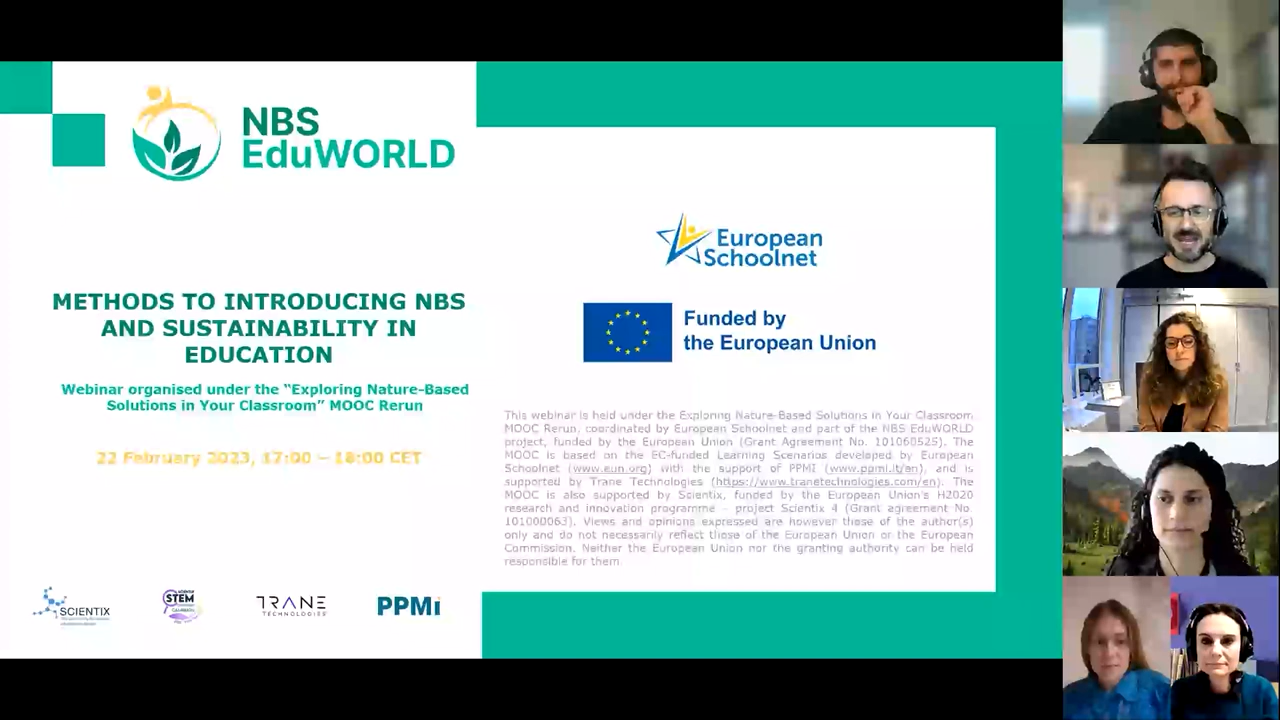 NBS
EduWORLD
METHODS TO INTRODUCING NBS
AND SUSTAINABILITY IN
EDUCATION
Webinar organised under the “Exploring Nature-Based
Solutions in Your Classroom” MOOC Rerun
22 February 2023, 17:00 – 18:00 CET
SCIENTIX
STEM
TRANE
TECHNOLOGIES
PPMi
European
Schoolnet
Funded by
the European Union
This webinar is held under the Exploring Nature-Based Solutions in Your Classroom
MOOC Rerun, coordinated by European Schoolnet and part of the NBS EduWORLD
project, funded by the European Union (Grant Agreement No. 101060525). The
MOOC is based on the EC-funded Learning Scenarios developed by European
Schoolnet (www.eun.org) with the support of PPMI (www.ppmi.lt/en), and is
supported by Trane Technologies (https://www.tranetechnologies.com/en). The
MOOC is also supported by Scientix, funded by the European Union's H2020
research and innovation programme – project Scientix 4 (Grant agreement No.
101000063). Views and opinions expressed are however those of the author(s)
only and do not necessarily reflect those of the European Union or the European
Commission. Neither the European Union nor the granting authority can be held
responsible for them